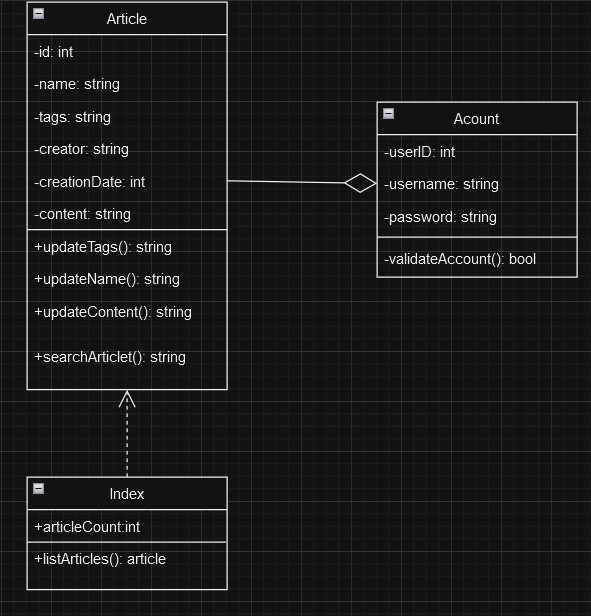 Article
-id: int
-name: string
-tags: string
-creator: string
-creationDate: int
-content: string
+updateTags(): string
+updateName(): string
+updateContent(): string
+searchArticlet(): string
Acount
-userID: int
-username: string
-password: string
-validateAccount(): bool
Index
+articleCount:int
+listArticles(): article